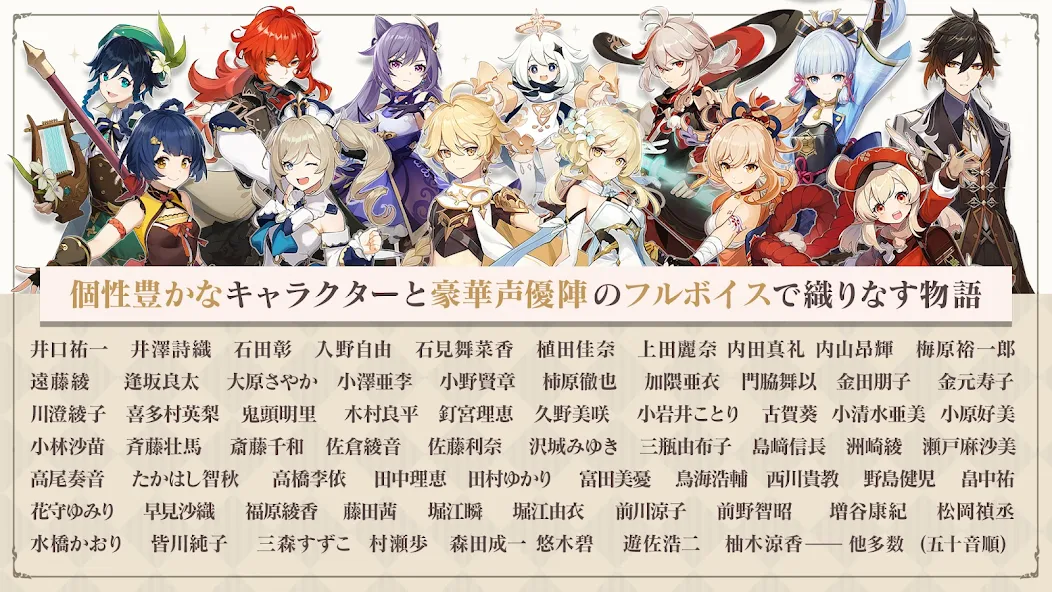 個性豊かなキャラクターと豪華声優陣のフルボイスで織りなす物語
井口祐一 井澤詩織 石田彰 入野自由 石見舞菜香 植田佳奈 上田麗奈 内田真礼 内山昂輝 梅原裕一郎
遠藤綾 逢坂良太 大原さやか 小澤亜李 小野賢章 柿原徹也 加隈亜衣 門脇舞以 金田朋子 金元寿子
川澄綾子 喜多村英梨 鬼頭明里 木村良平 釘宮理恵 久野美咲 小岩井ことり 古賀葵 小清水亜美 小原好美
小林沙苗 斉藤壮馬 斎藤千和 佐倉綾音 佐藤利奈 沢城みゆき 三瓶由布子 島﨑信長 洲崎綾 瀬戸麻沙美
高尾奏音 たかはし智秋 高橋李依 田中理恵 田村ゆかり 富田美憂 鳥海浩輔 西川貴教 野島健児 畠中祐
花守ゆみり 早見沙織 福原綾香 藤田茜 堀江瞬 堀江由衣 前川涼子 前野智昭 増谷康紀 松岡禎丞
水橋かおり 皆川純子 三森すずこ 村瀬歩 森田成一 悠木碧 遊佐浩二 柚木涼香——他多数 (五十音順)